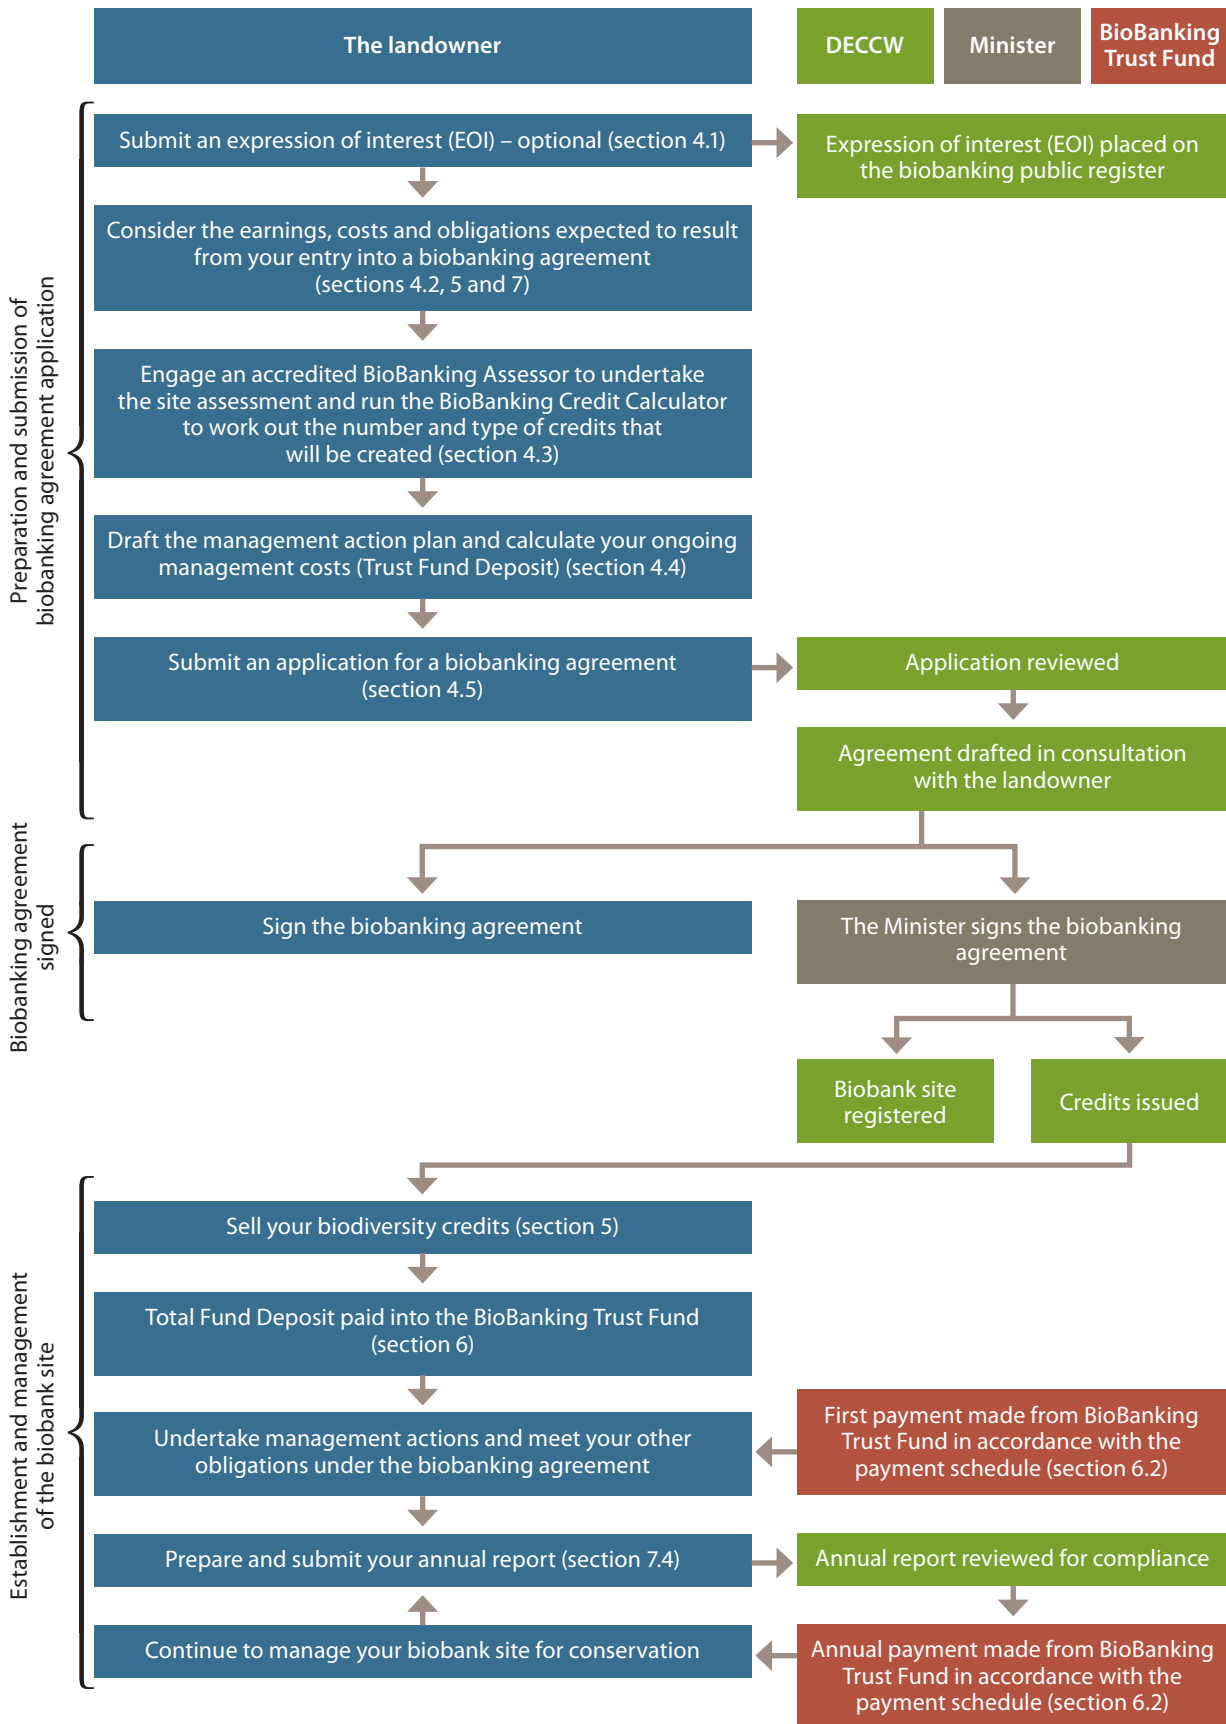 The landowner
DECCW
Minister
BioBanking
Trust Fund
Preparation and submission of
biobanking agreement application
Submit an expression of interest (EOI) – optional (section 4.1)
Expression of interest (EOI) placed on
the biobanking public register
Consider the earnings, costs and obligations expected to result
from your entry into a biobanking agreement
(sections 4.2, 5 and 7)
Engage an accredited BioBanking Assessor to undertake
the site assessment and run the BioBanking Credit Calculator
to work out the number and type of credits that
will be created (section 4.3)
Draft the management action plan and calculate your ongoing
management costs (Trust Fund Deposit) (section 4.4)
Submit an application for a biobanking agreement
(section 4.5)
Application reviewed
Agreement drafted in consultation
with the landowner
Biobanking agreement
signed
Sign the biobanking agreement
The Minister signs the biobanking
agreement
Biobank site
registered
Credits issued
Establishment and management
of the biobank site
Sell your biodiversity credits (section 5)
Total Fund Deposit paid into the BioBanking Trust Fund
(section 6)
Undertake management actions and meet your other
obligations under the biobanking agreement
First payment made from BioBanking
Trust Fund in accordance with the
payment schedule (section 6.2)
Prepare and submit your annual report (section 7.4)
Annual report reviewed for compliance
Continue to manage your biobank site for conservation
Annual payment made from BioBanking
Trust Fund in accordance with the
payment schedule (section 6.2)